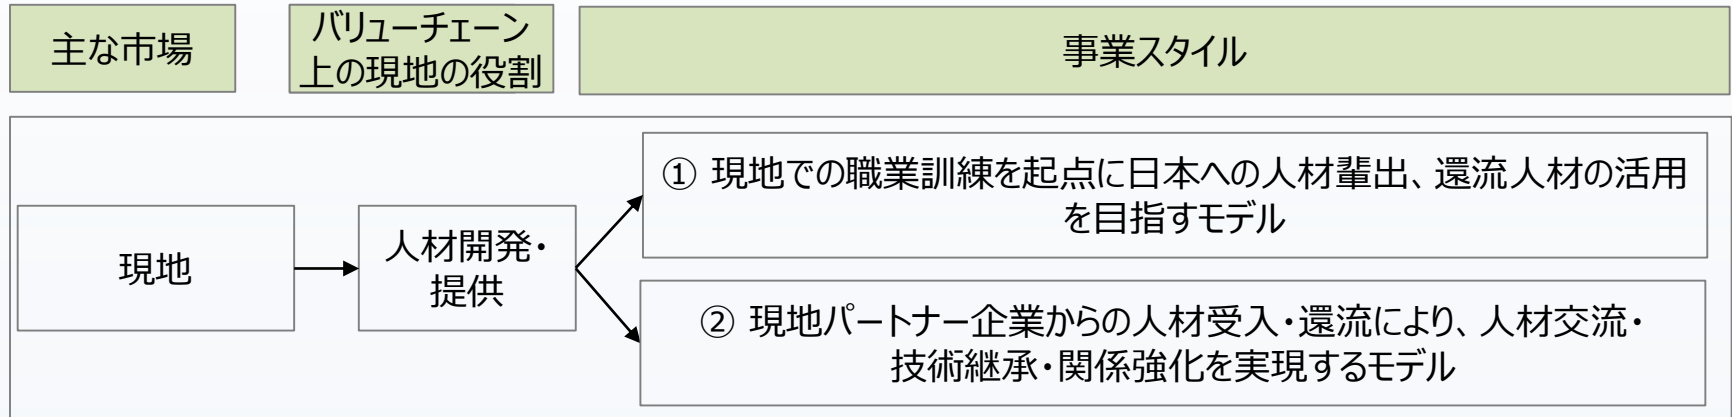 主な市場
バリューチェーン
上の現地の役割
事業スタイル
現地
人材開発・
提供
① 現地での職業訓練を起点に日本への人材輩出、還流人材の活用
を目指すモデル
② 現地パートナー企業からの人材受入・還流により、人材交流・
技術継承・関係強化を実現するモデル